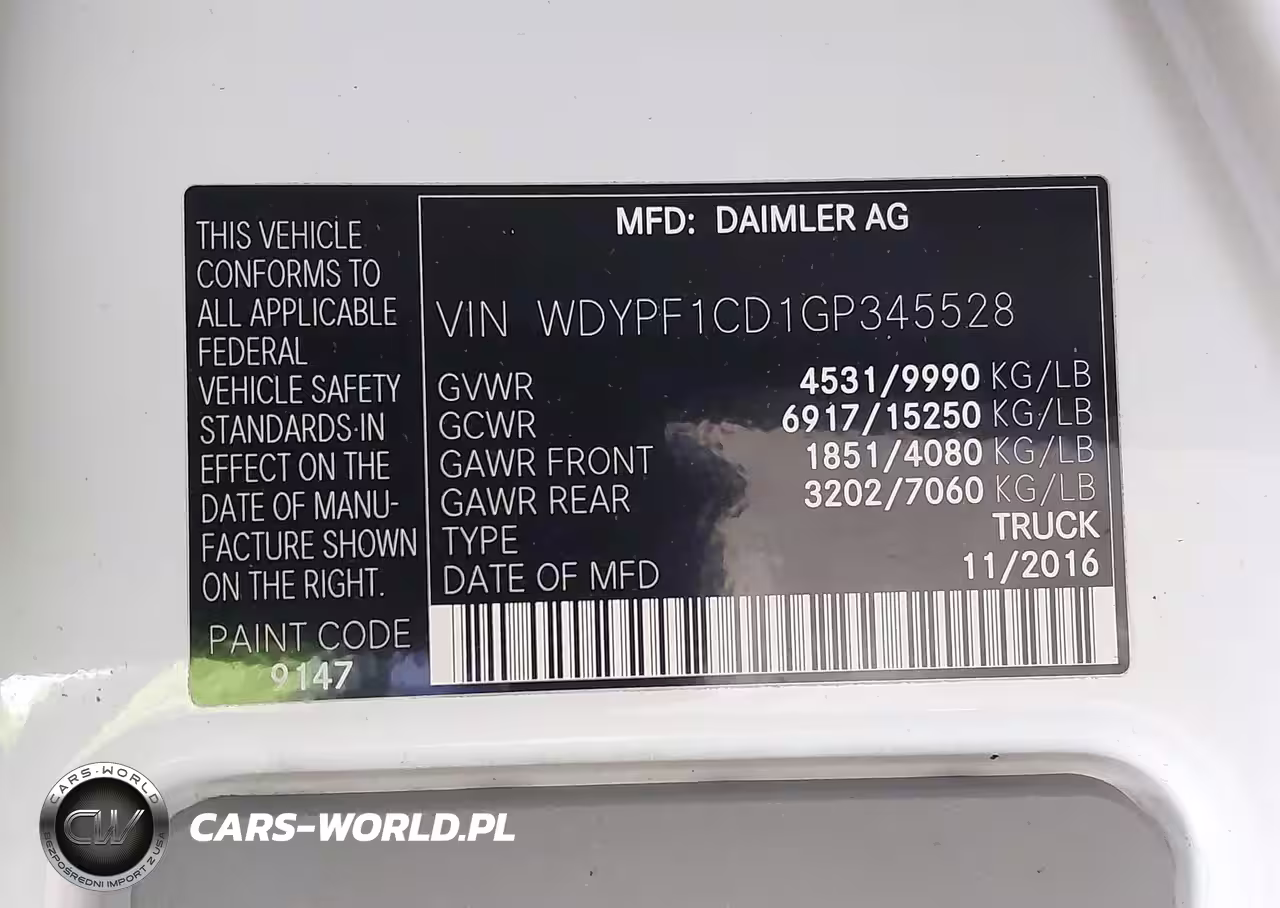 THIS VEHICLE
CONFORMS TO
ALL APPLICABLE
FEDERAL
VEHICLE SAFETY
STANDARDS IN
EFFECT ON THE
DATE OF MANU-
FACTURE SHOWN
ON THE RIGHT.
PAINT CODE
9147
MFD: DAIMLER AG
VIN WDYPF1CD1GP345528
GVWR 4531/9990 KG/LB
GCWR 6917/15250 KG/LB
GAWR FRONT 1851/4080 KG/LB
GAWR REAR 3202/7060 KG/LB
TYPE TRUCK
DATE OF MFD 11/2016
CARS-WORLD
CW
BEZPOŚREDNI IMPORT Z USA
CARS-WORLD.PL